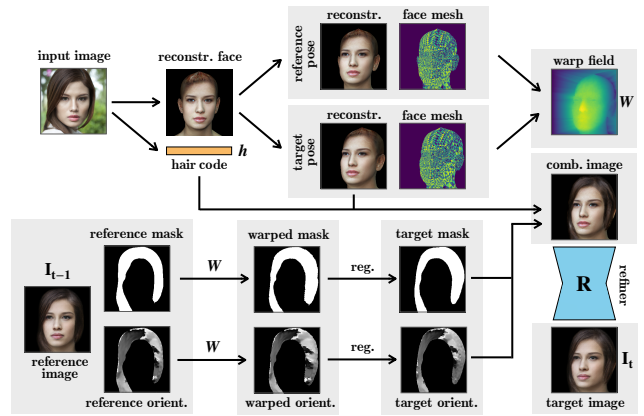 input image
reconstr. face
hair code
h
reference
pose
reconstr.
face mesh
target
pose
reconstr.
face mesh
warp field
W
comb. image
reference mask
W
warped mask
reg.
target mask
I_{t-1}
reference
image
W
reg.
reference orient.
warped orient.
target orient.
R
refiner
I_t
target image